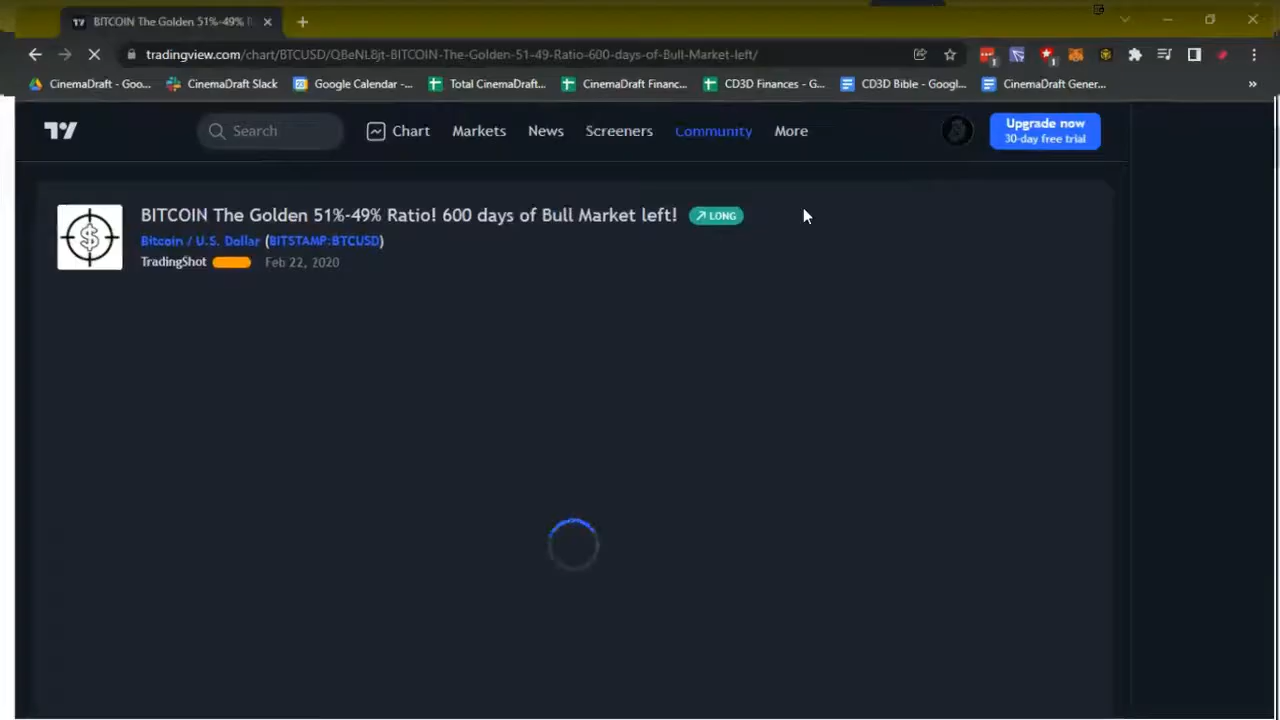 BITCOIN The Golden 51%-49%
tradingview.com/chart/BTCUSD/QBeNL8jt-BITCOIN-The-Golden-51-49-Ratio-600-days-of-Bull-Market-left/
CinemaDraft - Goo... CinemaDraft Slack Google Calendar -... Total CinemaDraft... CinemaDraft Financ... CD3D Finances - G... CD3D Bible - Googl... CinemaDraft Gener... »
Search Chart Markets News Screeners Community More
Upgrade now
30-day free trial
BITCOIN The Golden 51%-49% Ratio! 600 days of Bull Market left! LONG
Bitcoin / U.S. Dollar (BITSTAMP:BTCUSD)
TradingShot Feb 22, 2020